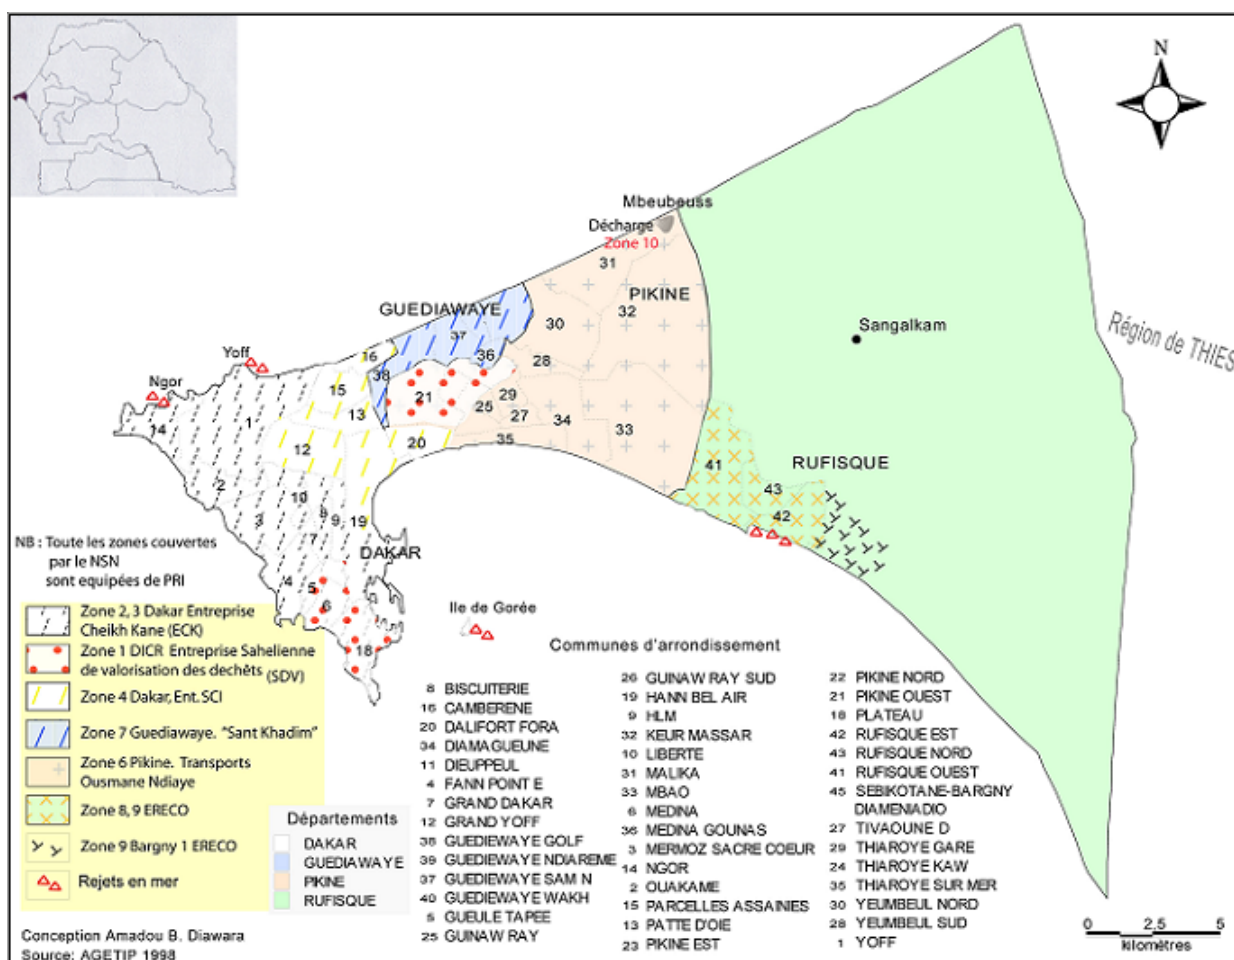 N
Mbeubeuss
Décharge
Zone 10
31
PIKINE
32
GUEDIAWAYE
37
30
Sangalkam
Région de THIES
Yoff
16
36
28
Ngor
38
15
21
29
13
25
27
14
1
34
20
33
35
12
RUFISQUE
41
2
10
43
3
8
9
19
42
7
DAKAR
4
5
6
18
Ile de Gorée
NB : Toute les zones couvertes
par le NSN
sont equipées de PRI
Zone 2, 3 Dakar Entreprise
Cheikh Kane (ECK)
Zone 1 DICR Entreprise Sahelienne
de valorisation des dechêts (SDV)
Zone 4 Dakar, Ent. SCI
Zone 7 Guediawaye. "Sant Khadim"
Zone 6 Pikine. Transports
Ousmane Ndiaye
Zone 8, 9 ERECO
Zone 9 Bargny 1 ERECO
Rejets en mer
Départements
DAKAR
GUEDIAWAYE
PIKINE
RUFISQUE
Communes d'arrondissement
8 BISCUITERIE
16 CAMBERENE
20 DALIFORT FORA
34 DIAMAGUEUNE
11 DIEUPPEUL
4 FANN POINT E
7 GRAND DAKAR
12 GRAND YOFF
38 GUEDIEWAYE GOLF
39 GUEDIEWAYE NDIAREME
37 GUEDIEWAYE SAM N
40 GUEDIEWAYE WAKH
5 GUEULE TAPEE
25 GUINAW RAY
26 GUINAW RAY SUD
19 HANN BEL AIR
9 HLM
32 KEUR MASSAR
10 LIBERTE
31 MALIKA
33 MBAO
6 MEDINA
36 MEDINA GOUNAS
3 MERMOZ SACRE COEUR
14 NGOR
2 OUAKAME
15 PARCELLES ASSAINIES
13 PATTE D'OIE
23 PIKINE EST
22 PIKINE NORD
21 PIKINE OUEST
18 PLATEAU
42 RUFISQUE EST
43 RUFISQUE NORD
41 RUFISQUE OUEST
45 SEBIKOTANE-BARGNY
DIAMENIADIO
27 TIVAOUNE D
29 THIAROYE GARE
24 THIAROYE KAW
35 THIAROYE SUR MER
30 YEUMBEUL NORD
28 YEUMBEUL SUD
1 YOFF
0 2,5 5
kilomètres
Conception Amadou B. Diawara
Source: AGETIP 1998